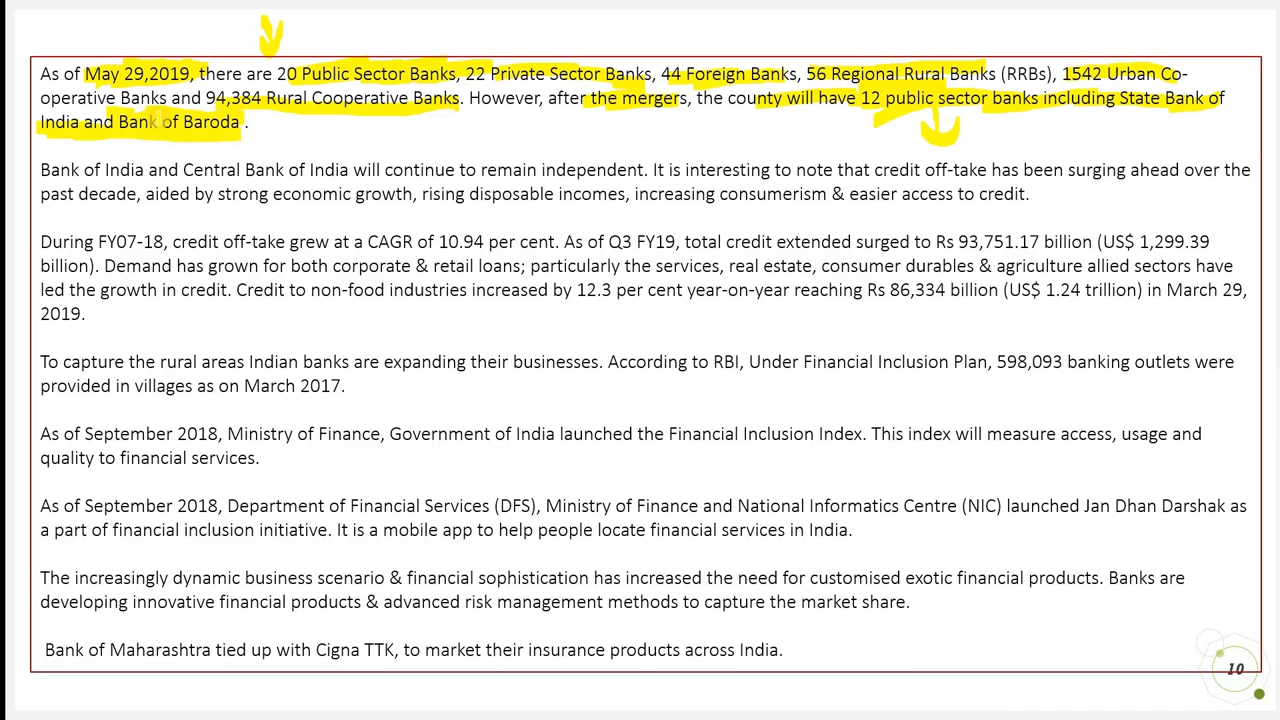 As of May 29,2019, there are 20 Public Sector Banks, 22 Private Sector Banks, 44 Foreign Banks, 56 Regional Rural Banks (RRBs), 1542 Urban Co-
operative Banks and 94,384 Rural Cooperative Banks. However, after the mergers, the county will have 12 public sector banks including State Bank of
India and Bank of Baroda .
Bank of India and Central Bank of India will continue to remain independent. It is interesting to note that credit off-take has been surging ahead over the
past decade, aided by strong economic growth, rising disposable incomes, increasing consumerism & easier access to credit.
During FY07-18, credit off-take grew at a CAGR of 10.94 per cent. As of Q3 FY19, total credit extended surged to Rs 93,751.17 billion (US$ 1,299.39
billion). Demand has grown for both corporate & retail loans; particularly the services, real estate, consumer durables & agriculture allied sectors have
led the growth in credit. Credit to non-food industries increased by 12.3 per cent year-on-year reaching Rs 86,334 billion (US$ 1.24 trillion) in March 29,
2019.
To capture the rural areas Indian banks are expanding their businesses. According to RBI, Under Financial Inclusion Plan, 598,093 banking outlets were
provided in villages as on March 2017.
As of September 2018, Ministry of Finance, Government of India launched the Financial Inclusion Index. This index will measure access, usage and
quality to financial services.
As of September 2018, Department of Financial Services (DFS), Ministry of Finance and National Informatics Centre (NIC) launched Jan Dhan Darshak as
a part of financial inclusion initiative. It is a mobile app to help people locate financial services in India.
The increasingly dynamic business scenario & financial sophistication has increased the need for customised exotic financial products. Banks are
developing innovative financial products & advanced risk management methods to capture the market share.
Bank of Maharashtra tied up with Cigna TTK, to market their insurance products across India.
10